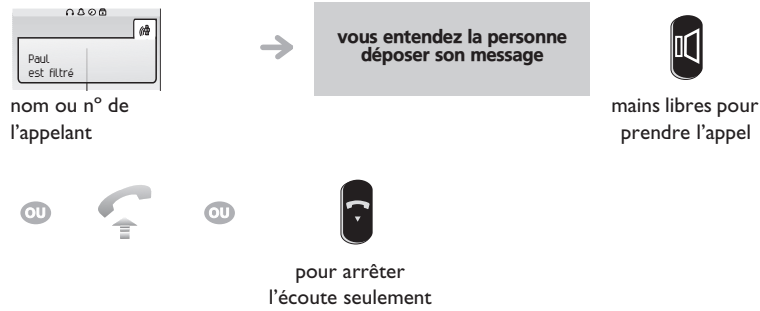 Paul
est filtré
nom ou nº de
l'appelant
vous entendez la personne
déposer son message
mains libres pour
prendre l'appel
OU
OU
pour arrêter
l'écoute seulement